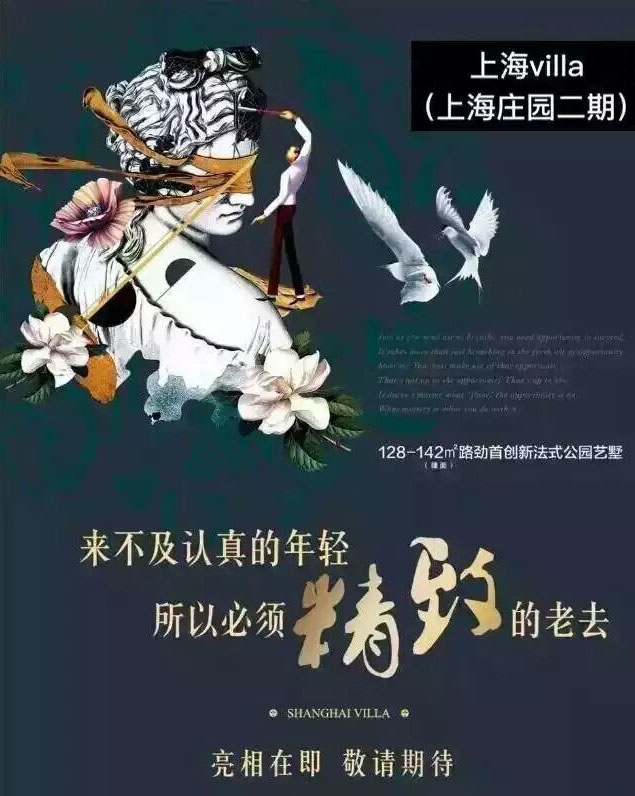 上海villa
（上海庄园二期）
128-142㎡路劲首创新法式公园艺墅
（建面）
来不及认真的年轻
所以必须精致的老去
SHANGHAI VILLA
亮相在即 敬请期待